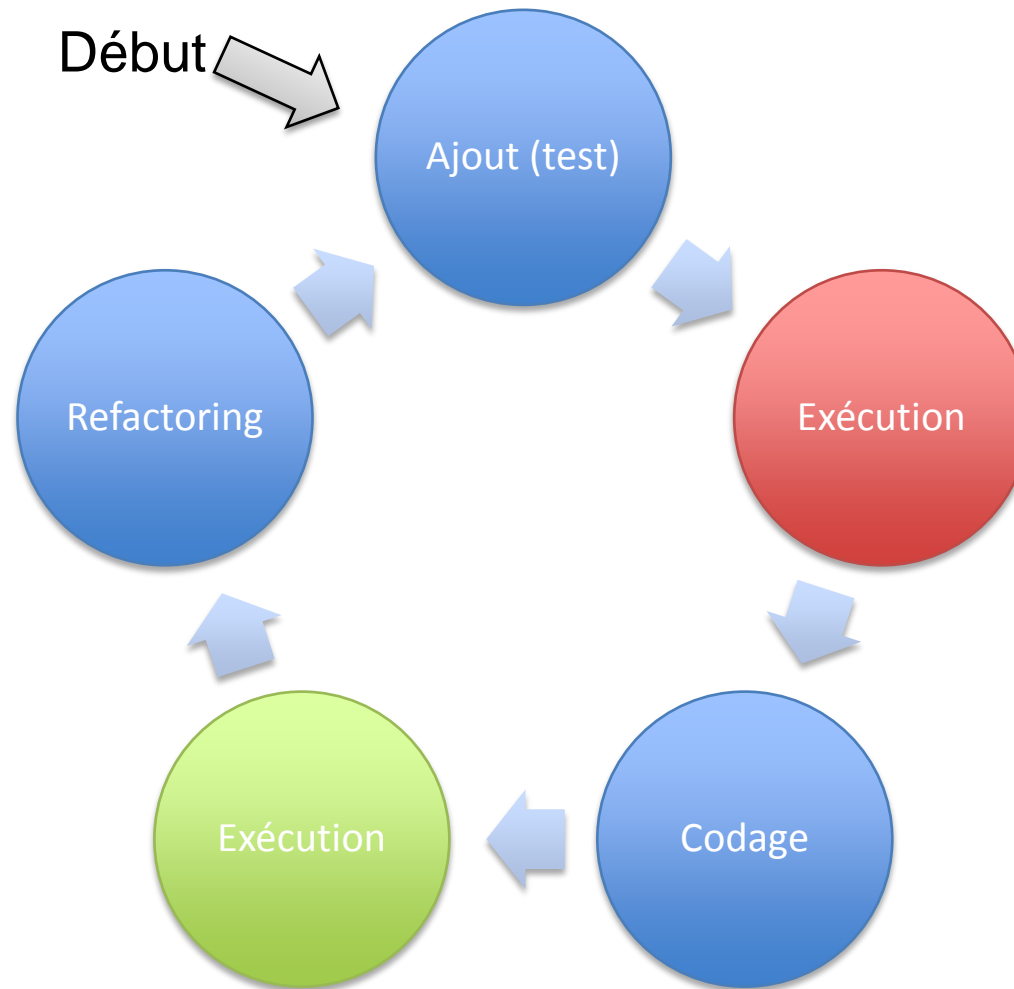 Début
Ajout (test)
Exécution
Codage
Exécution
Refactoring